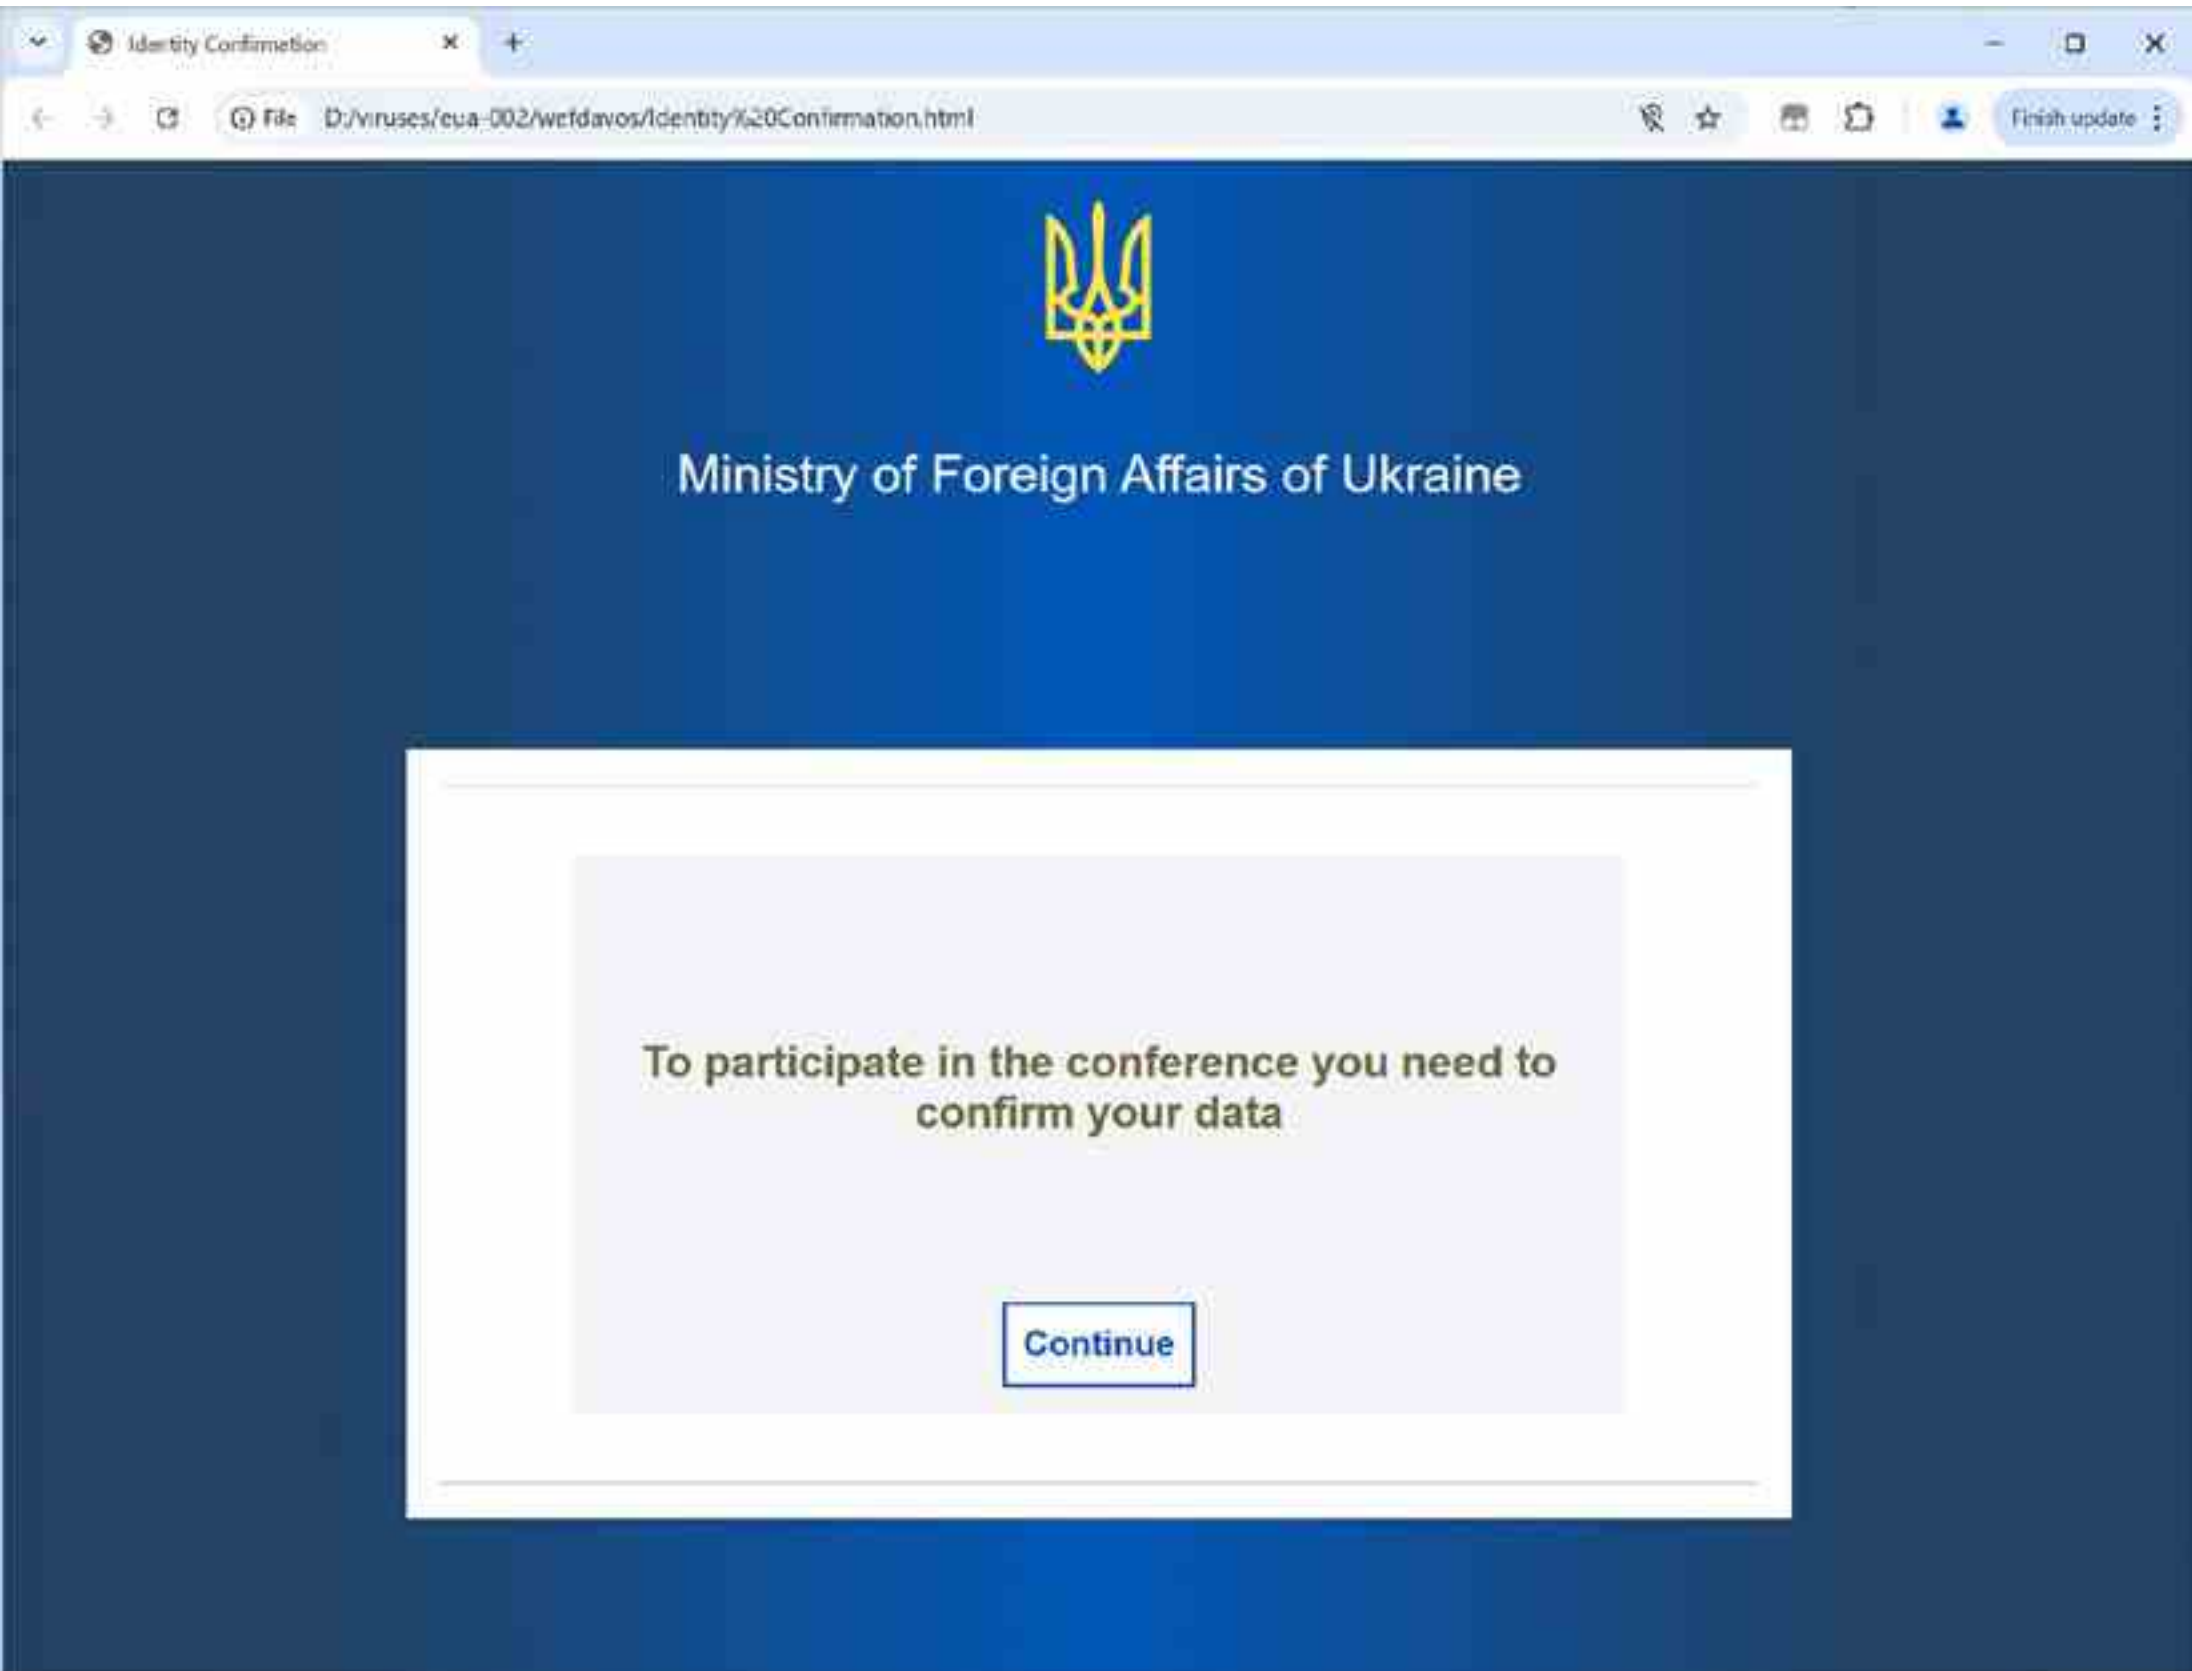 Identity Confirmation
File D:/viruses/eua-002/wefdavos/Identity%20Confirmation.html
Finish update
Ministry of Foreign Affairs of Ukraine
To participate in the conference you need to
confirm your data
Continue